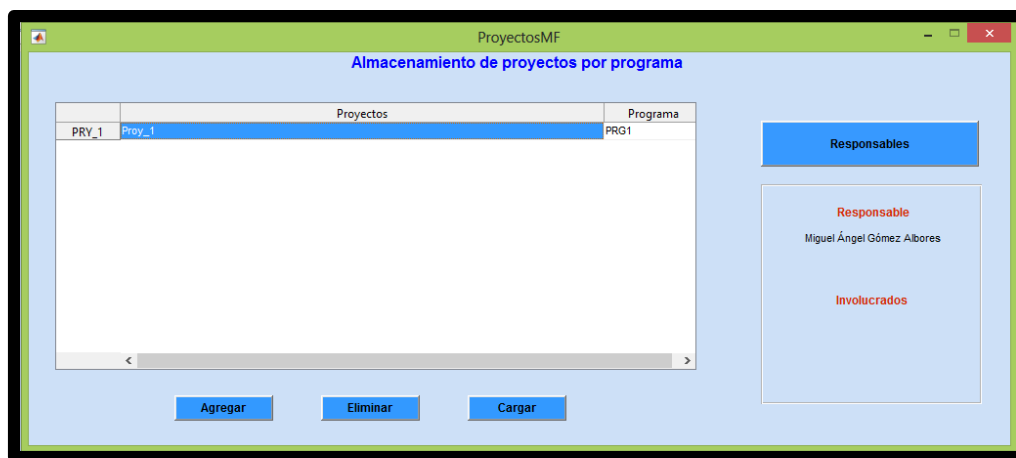 ProyectosMF
Almacenamiento de proyectos por programa
Proyectos Programa
PRY_1 Proy_1 PRG1
Responsables
Responsable
Miguel Ángel Gómez Albores
Involucrados
Agregar Eliminar Cargar